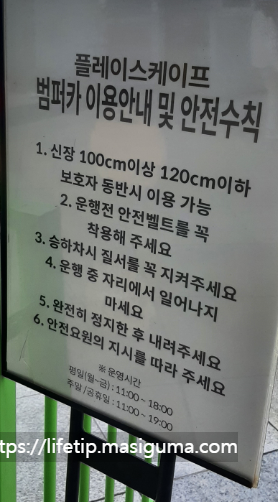 플레이스케이프
범퍼카 이용안내 및 안전수칙
1. 신장 100cm이상 120cm이하
보호자 동반시 이용 가능
2. 운행전 안전벨트를 꼭
착용해 주세요
3. 승하차시 질서를 꼭 지켜주세요
4. 운행 중 자리에서 일어나지
마세요
5. 완전히 정지한 후 내려주세요
6. 안전요원의 지시를 따라 주세요
※ 운영시간
평일(월~금) : 11:00 ~ 18:00
주말 /공휴일 : 11:00 ~ 19:00
ttps://lifetip.masiguma.com